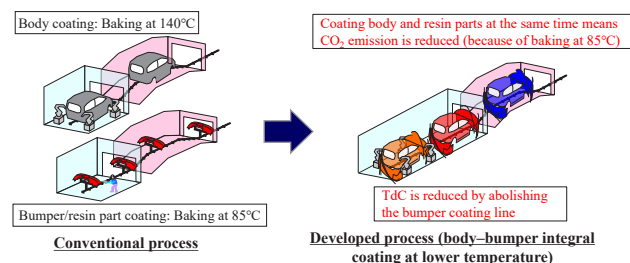 Body coating: Baking at 140℃
Bumper/resin part coating: Baking at 85℃
Conventional process
Coating body and resin parts at the same time means
CO₂ emission is reduced (because of baking at 85℃)
TdC is reduced by abolishing
the bumper coating line
Developed process (body–bumper integral
coating at lower temperature)